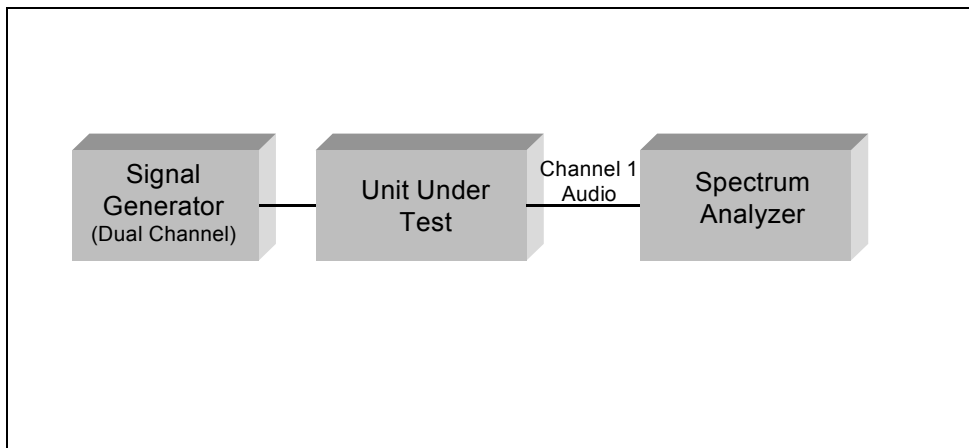 Signal
Generator
(Dual Channel)
Unit Under
Test
Channel 1
Audio
Spectrum
Analyzer